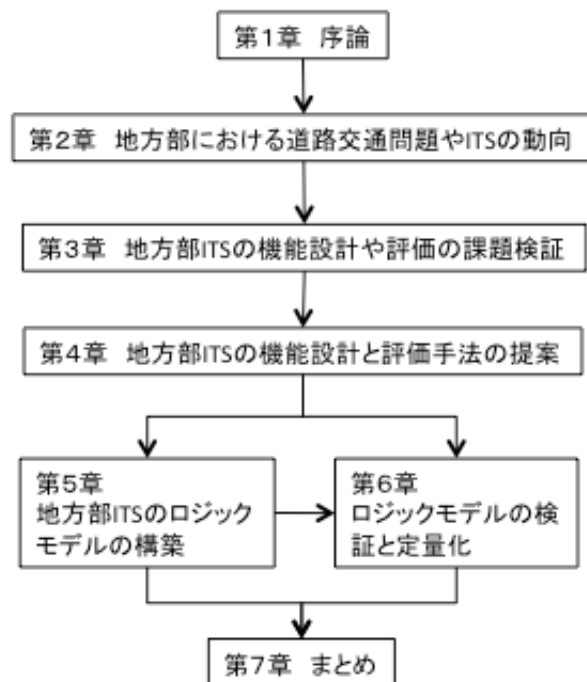 第1章 序論
第2章 地方部における道路交通問題やITSの動向
第3章 地方部ITSの機能設計や評価の課題検証
第4章 地方部ITSの機能設計と評価手法の提案
第5章
地方部ITSのロジック
モデルの構築
第6章
ロジックモデルの検
証と定量化
第7章 まとめ